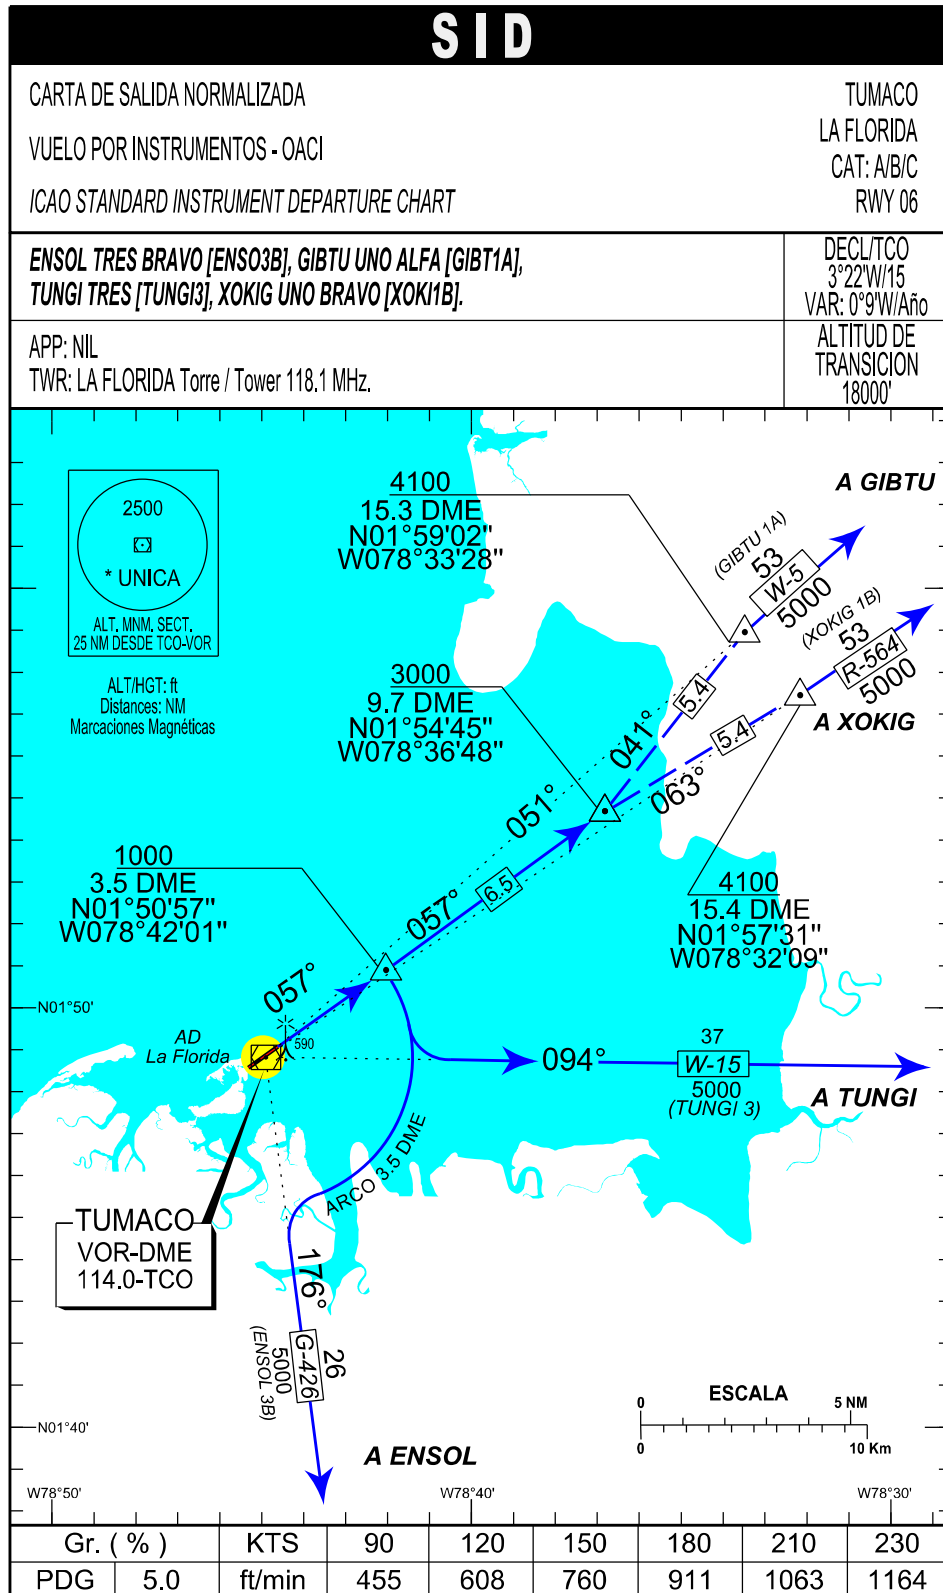 SID
CARTA DE SALIDA NORMALIZADA
VUELO POR INSTRUMENTOS - OACI
ICAO STANDARD INSTRUMENT DEPARTURE CHART
TUMACO
LA FLORIDA
CAT: A/B/C
RWY 06
ENSOL TRES BRAVO [ENSO3B], GIBTU UNO ALFA [GIBT1A],
TUNGI TRES [TUNGI3], XOKIG UNO BRAVO [XOKI1B].
DECL/TCO
3°22'W/15
VAR: 0°9'W/Año
APP: NIL
TWR: LA FLORIDA Torre / Tower 118.1 MHz.
ALTITUD DE
TRANSICION
18000'
2500
* UNICA
ALT. MNM. SECT.
25 NM DESDE TCO-VOR
ALT/HGT: ft
Distances: NM
Marcaciones Magnéticas
4100
15.3 DME
N01°59'02"
W078°33'28"
A GIBTU
(GIBTU 1A)
53
W-5
5000
(XOKIG 1B)
53
R-564
5000
A XOKIG
3000
9.7 DME
N01°54'45"
W078°36'48"
5.4
041°
5.4
063°
051°
6.5
057°
1000
3.5 DME
N01°50'57"
W078°42'01"
4100
15.4 DME
N01°57'31"
W078°32'09"
057°
N01°50'
AD
La Florida
590
094°
37
W-15
5000
(TUNGI 3)
A TUNGI
ARCO 3.5 DME
TUMACO
VOR-DME
114.0-TCO
176°
26
G-426
5000
(ENSOL 3B)
A ENSOL
ESCALA
0 5 NM
0 10 Km
N01°40'
W78°50'
W78°40'
W78°30'
Gr. ( % ) KTS 90 120 150 180 210 230
PDG 5.0 ft/min 455 608 760 911 1063 1164